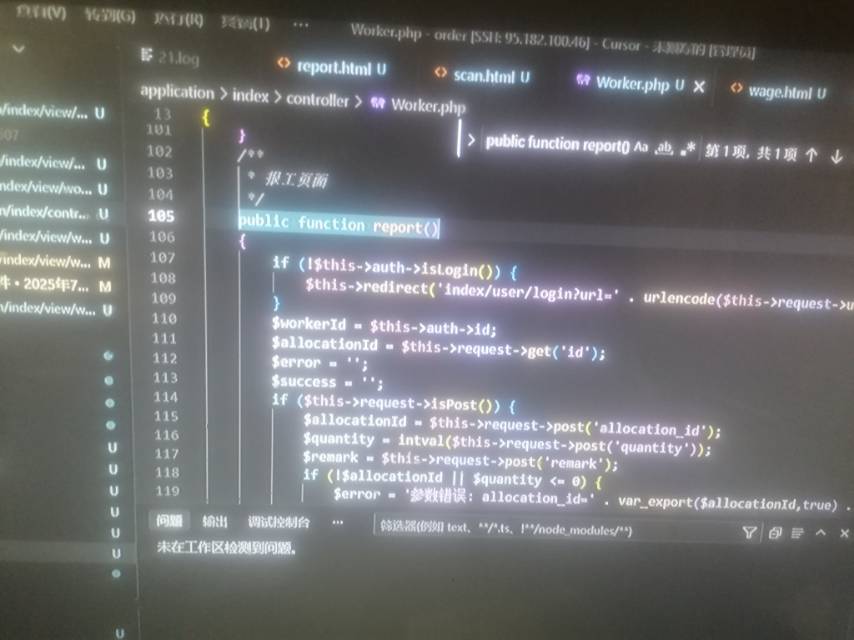 查看(V) 转到(G) 运行(R) 终端(T) ...
Worker.php - order [SSH: 95.182.100.46] - Cursor -
21.log
report.html U
scan.html U
Worker.php U
wage.html U
application > index > controller > Worker.php
public function report() Aa ab .* 第1项, 共1项
/index/view/... U
/index/view/... U
ndex/view/wo... U
n/index/contr... U
/index/view/w... U
/index/view/w... M
件 • 2025年7... M
/index/view/w... U
U
U
U
U
U
U
U
13 {
101 }
102 /**
103 * 报工页面
104 */
105 public function report()
106 {
107 if (!$this->auth->isLogin()) {
108 $this->redirect('index/user/login?url=' . urlencode($this->request->u
109 }
110 $workerId = $this->auth->id;
111 $allocationId = $this->request->get('id');
112 $error = '';
113 $success = '';
114 if ($this->request->isPost()) {
115 $allocationId = $this->request->post('allocation_id');
116 $quantity = intval($this->request->post('quantity'));
117 $remark = $this->request->post('remark');
118 if (!$allocationId || $quantity <= 0) {
119 $error = '参数错误: allocation_id=' . var_export($allocationId,true) .
问题 输出 调试控制台 ...
筛选器(例如 text、**/*.ts、!**/node_modules/**)
未在工作区检测到问题。